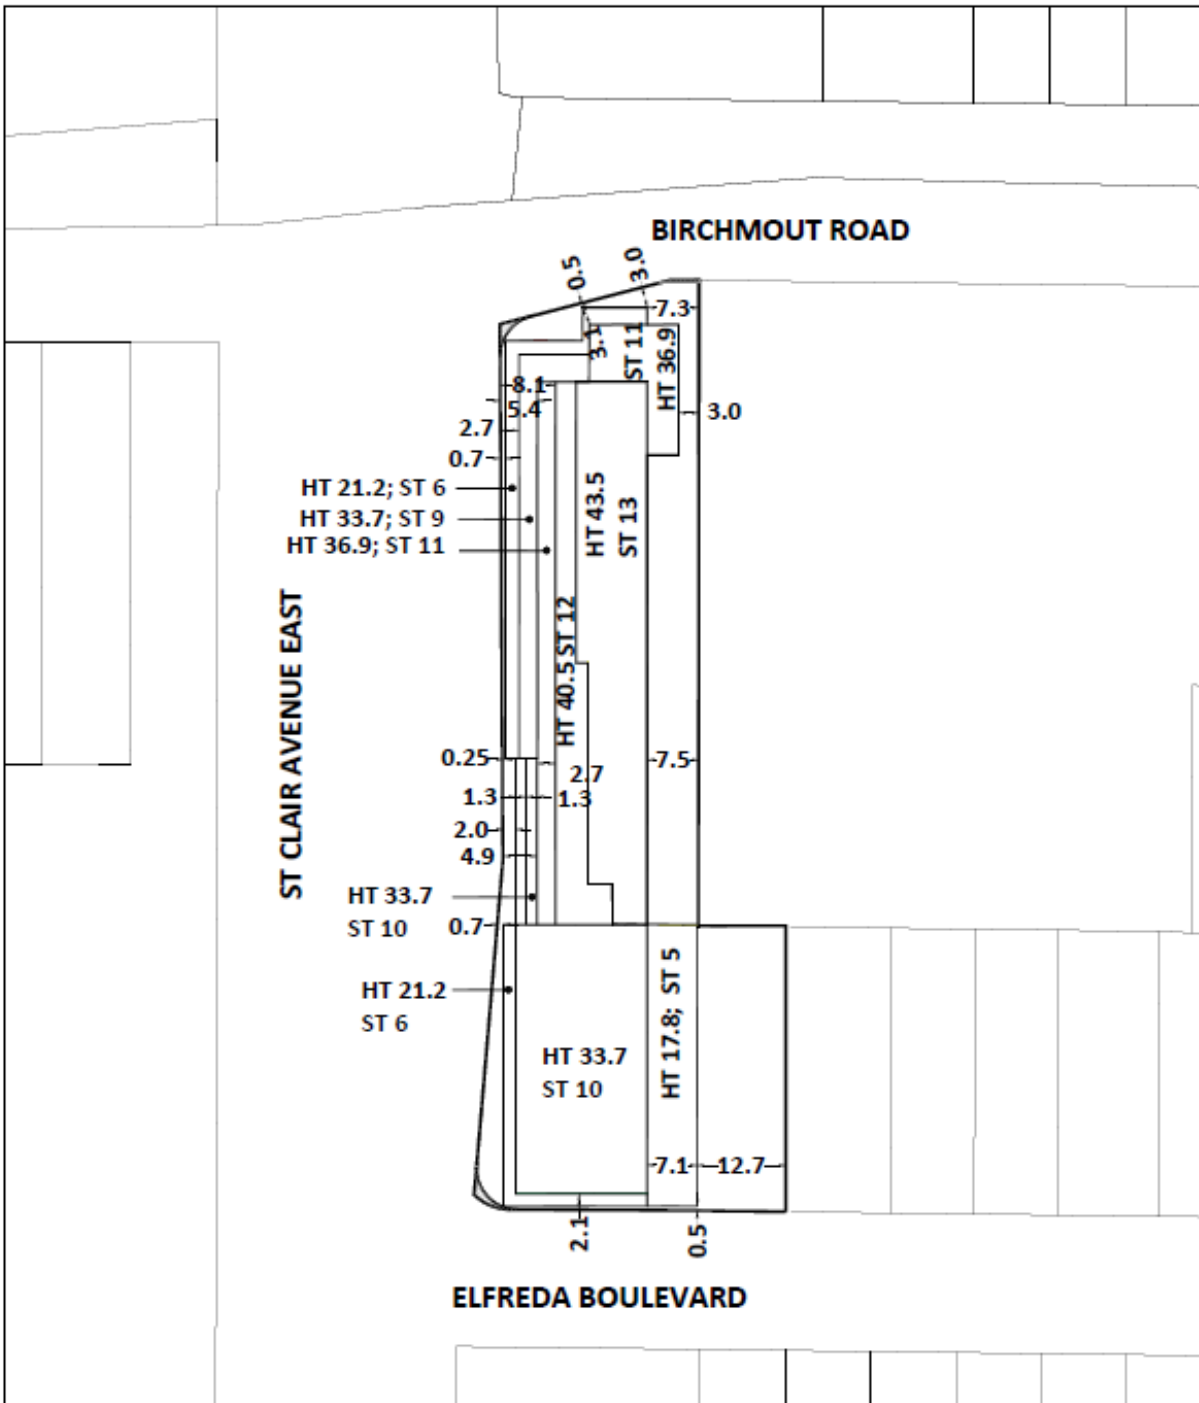 BIRCHMOUT ROAD
0.5
3.0
7.3
3.1
ST 11
HT 36.9
8.1
5.4
3.0
2.7
0.7
HT 21.2; ST 6
HT 33.7; ST 9
HT 36.9; ST 11
HT 43.5
ST 13
HT 40.5 ST 12
ST CLAIR AVENUE EAST
0.25
2.7
7.5
1.3
1.3
2.0
4.9
HT 33.7
ST 10
0.7
HT 21.2
ST 6
HT 33.7
ST 10
HT 17.8; ST 5
7.1
12.7
2.1
0.5
ELFREDA BOULEVARD